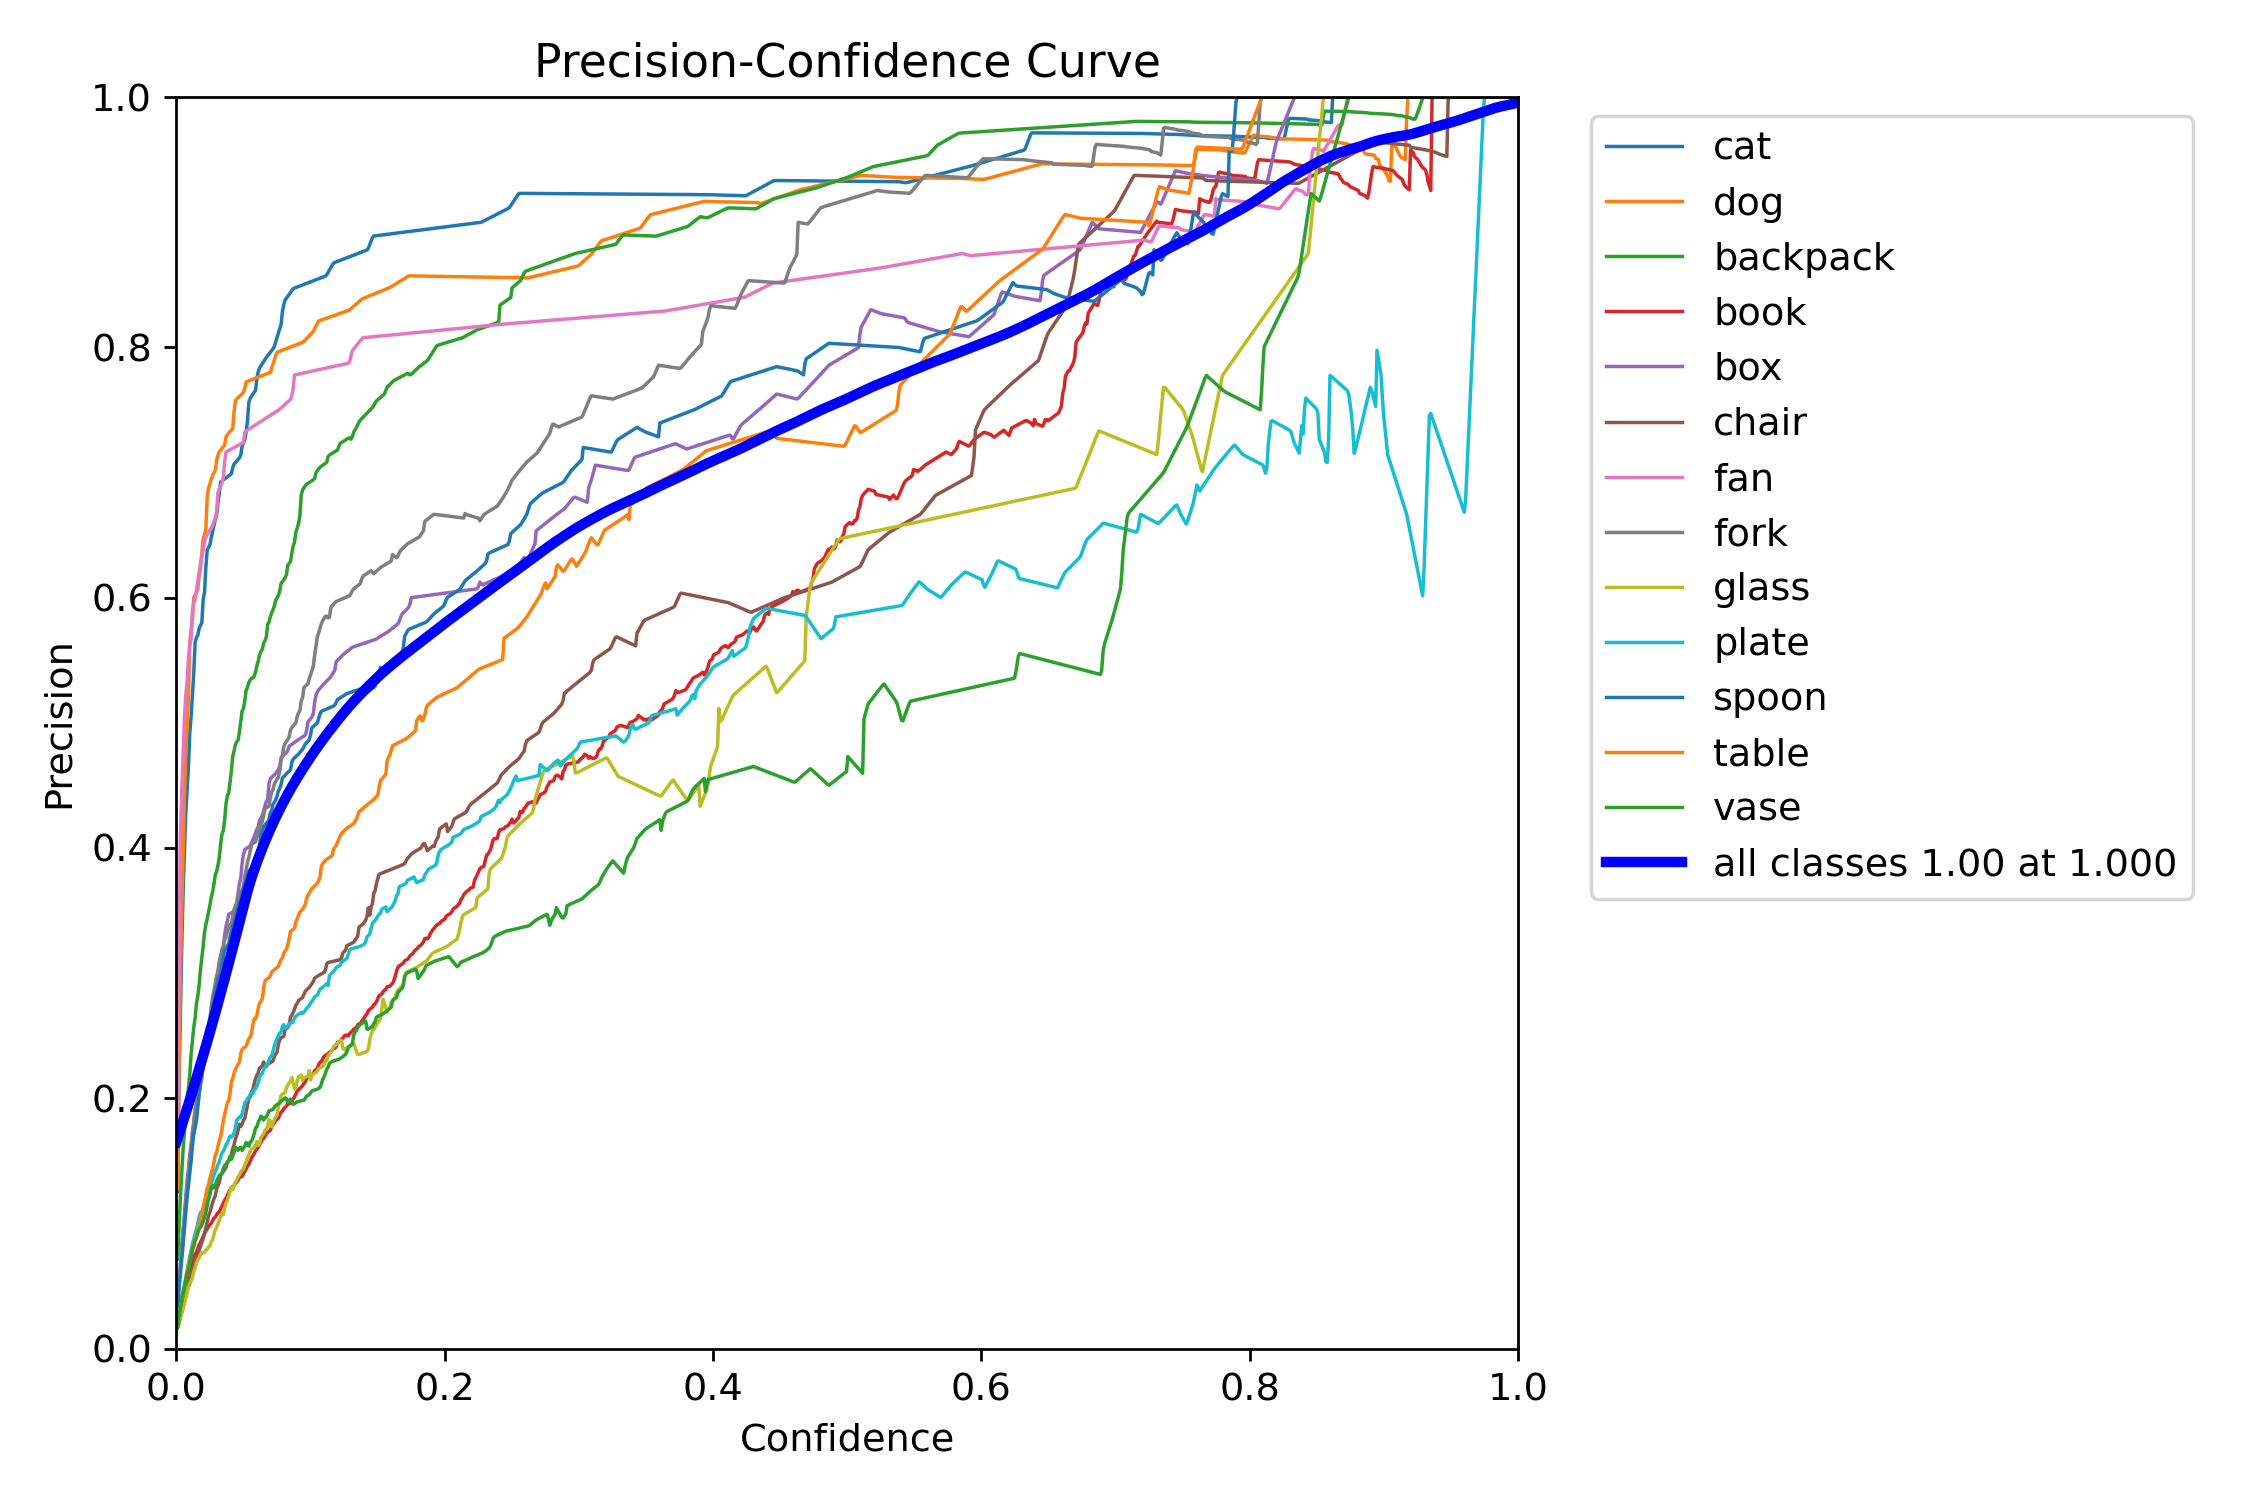 Precision-Confidence Curve
1.0
0.8
0.6
0.4
0.2
0.0
Precision
0.0 0.2 0.4 0.6 0.8 1.0
Confidence
cat
dog
backpack
book
box
chair
fan
fork
glass
plate
spoon
table
vase
all classes 1.00 at 1.000